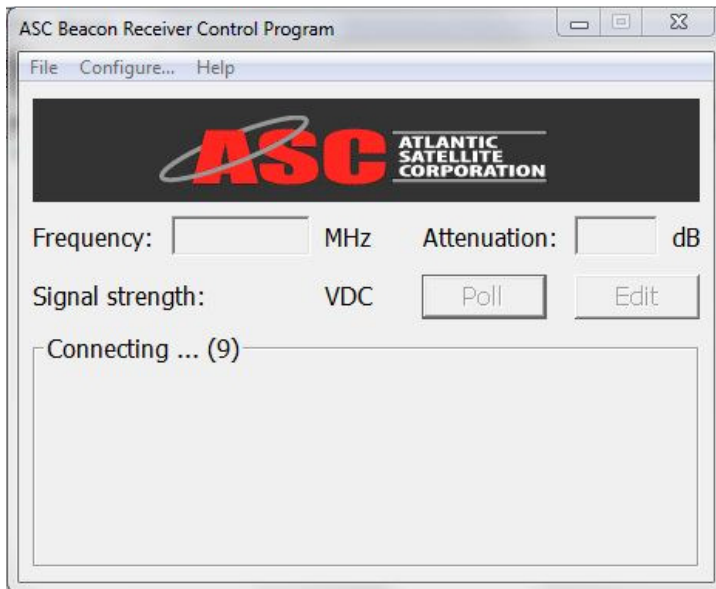 ASC Beacon Receiver Control Program
File Configure... Help
ASC ATLANTIC
SATELLITE
CORPORATION
Frequency: MHz Attenuation: dB
Signal strength: VDC Poll Edit
Connecting ... (9)